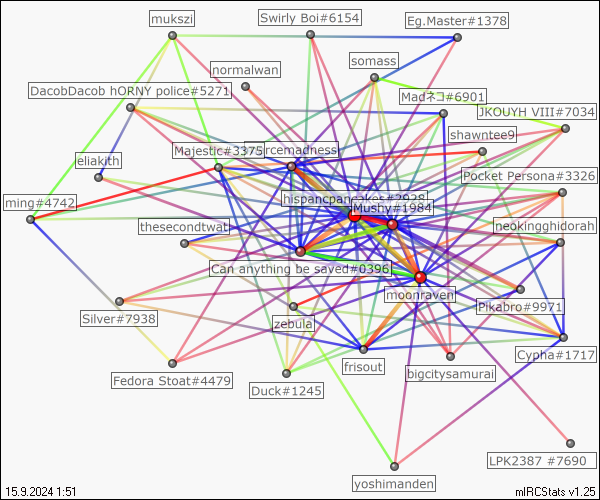 mukszi
Swirly Boi#6154
Eg.Master#1378
normalwan
somass
DacobDacob hORNY police#5271
Madネコ#6901
JKOUYH VIII#7034
shawntee9
Majestic#3375
rcemadness
eliakith
Pocket Persona#3326
ming#4742
hispancpancakes#2928
Mushy#1984
thesecondtwat
neokingghidorah
Can anything be saved#0396
moonraven
Silver#7938
zebula
Pikabro#9971
Cypha#1717
frisout
bigcitysamurai
Fedora Stoat#4479
Duck#1245
LPK2387 #7690
yoshimanden
15.9.2024 1:51
mIRCStats v1.25